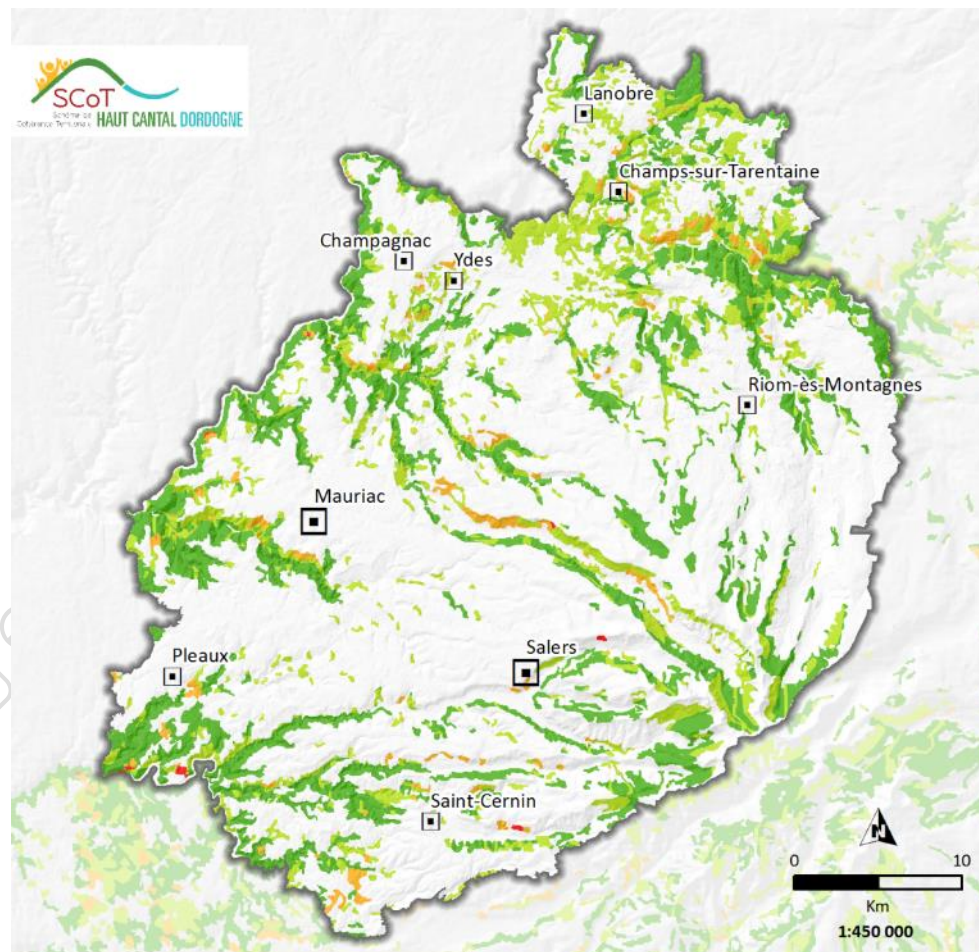 SCoT
Schéma de
Cohérence Territoriale HAUT CANTAL DORDOGNE
Lanobre
Champs-sur-Tarentaine
Champagnac
Ydes
Riom-ès-Montagnes
Mauriac
Salers
Pleaux
Saint-Cernin
N
0 10
Km
1:450 000